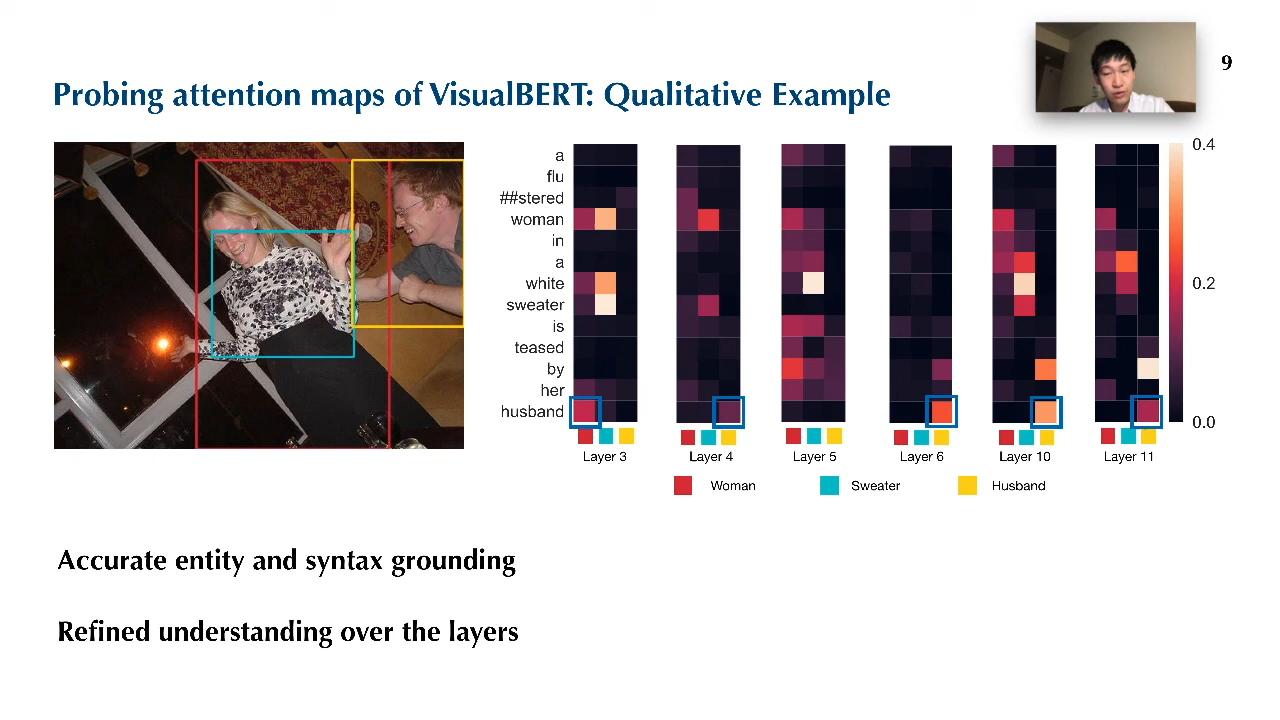 9
Probing attention maps of VisualBERT: Qualitative Example
a
flu
##stered
woman
in
a
white
sweater
is
teased
by
her
husband
0.4
0.2
0.0
Layer 3 Layer 4 Layer 5 Layer 6 Layer 10 Layer 11
Woman Sweater Husband
Accurate entity and syntax grounding
Refined understanding over the layers